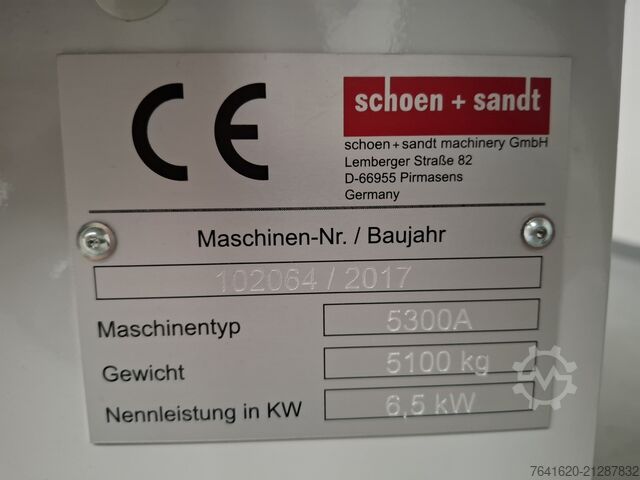 CE
schoen + sandt
schoen+sandt machinery GmbH
Lemberger Straße 82
D-66955 Pirmasens
Germany
Maschinen-Nr. / Baujahr
102064 / 2017
Maschinentyp 5300A
Gewicht 5100 kg
Nennleistung in KW 6,5 kW
7641620-21287832